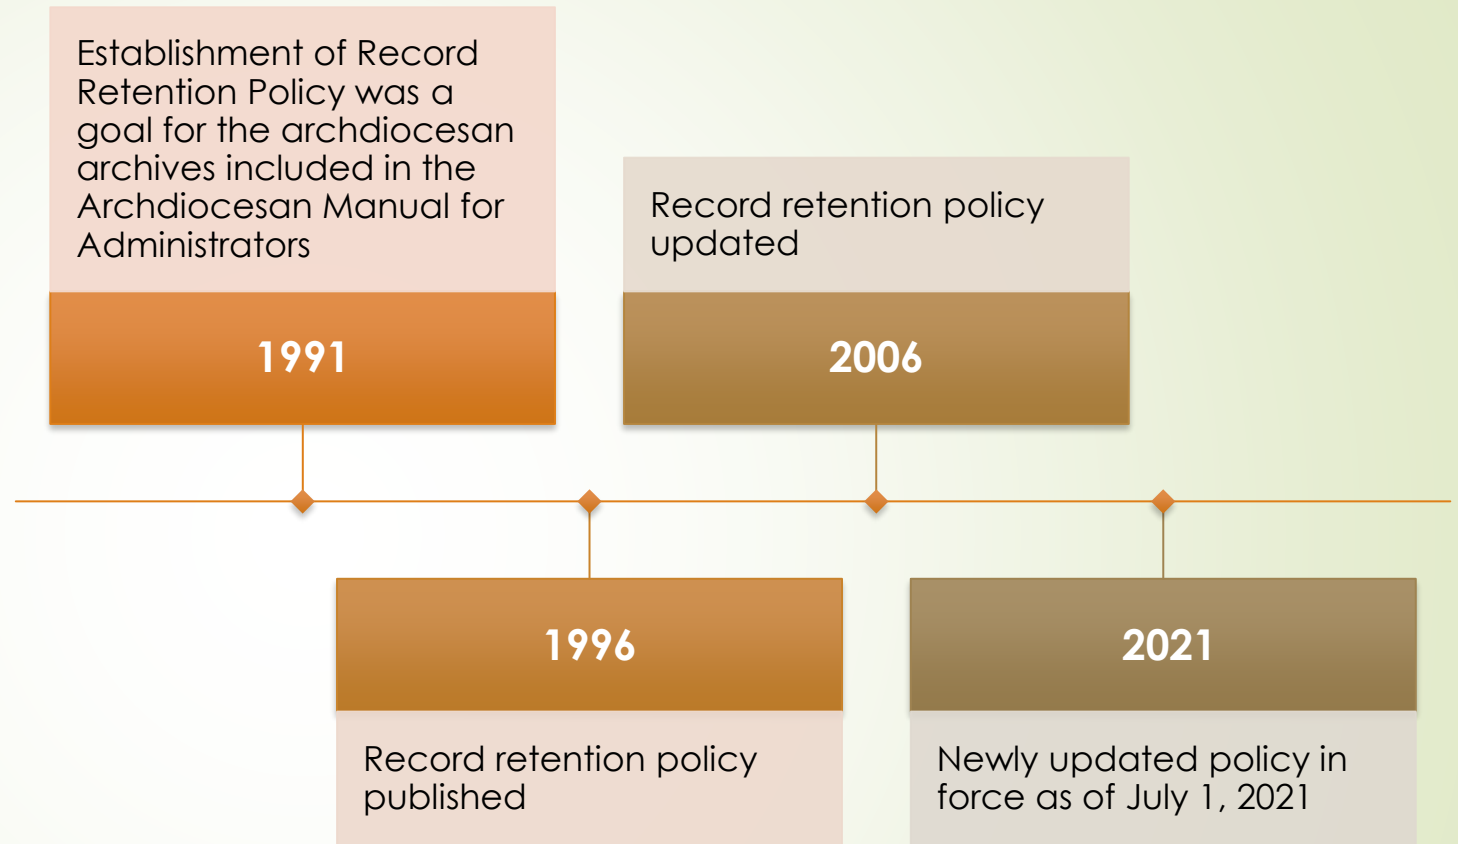 Establishment of Record
Retention Policy was a
goal for the archdiocesan
archives included in the
Archdiocesan Manual for
Administrators
1991
1996
Record retention policy
published
Record retention policy
updated
2006
2021
Newly updated policy in
force as of July 1, 2021